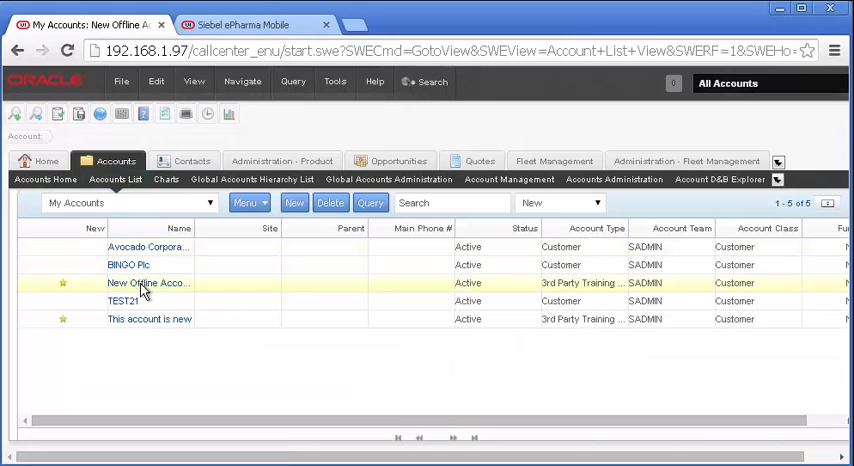 My Accounts: New Offline Ac
Siebel ePharma Mobile
192.168.1.97/callcenter_enu/start.swe?SWECmd=GotoView&SWEView=Account+List+View&SWERF=1&SWEHo
ORACLE File Edit View Navigate Query Tools Help Search 0 All Accounts
Account:
Home Accounts Contacts Administration - Product Opportunities Quotes Fleet Management Administration - Fleet Management
Accounts Home Accounts List Charts Global Accounts Hierarchy List Global Accounts Administration Account Management Accounts Administration Account D&B Explorer
My Accounts Menu New Delete Query Search New 1 - 5 of 5
New Name Site Parent Main Phone # Status Account Type Account Team Account Class Fu
Avocado Corpora... Active Customer SADMIN Customer N
BINGO Plc Active Customer SADMIN Customer N
New Offline Acco... Active 3rd Party Training ... SADMIN Customer N
TEST21 Active Customer SADMIN Customer N
This account is new Active 3rd Party Training ... SADMIN Customer N